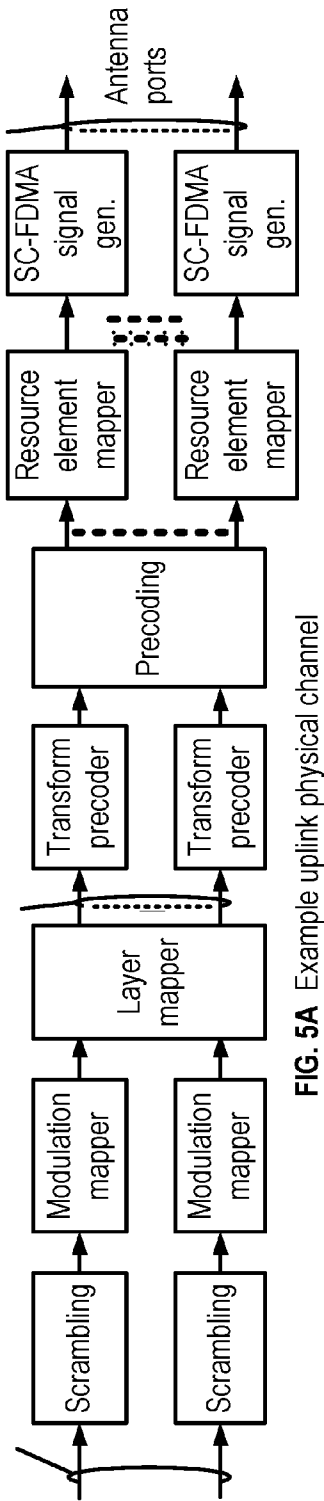 Scrambling
Modulation
mapper
Layer
mapper
Transform
precoder
Precoding
Resource
element
mapper
SC-FDMA
signal
gen.
Antenna
ports
Scrambling
Modulation
mapper
Transform
precoder
Resource
element
mapper
SC-FDMA
signal
gen.
FIG. 5A Example uplink physical channel